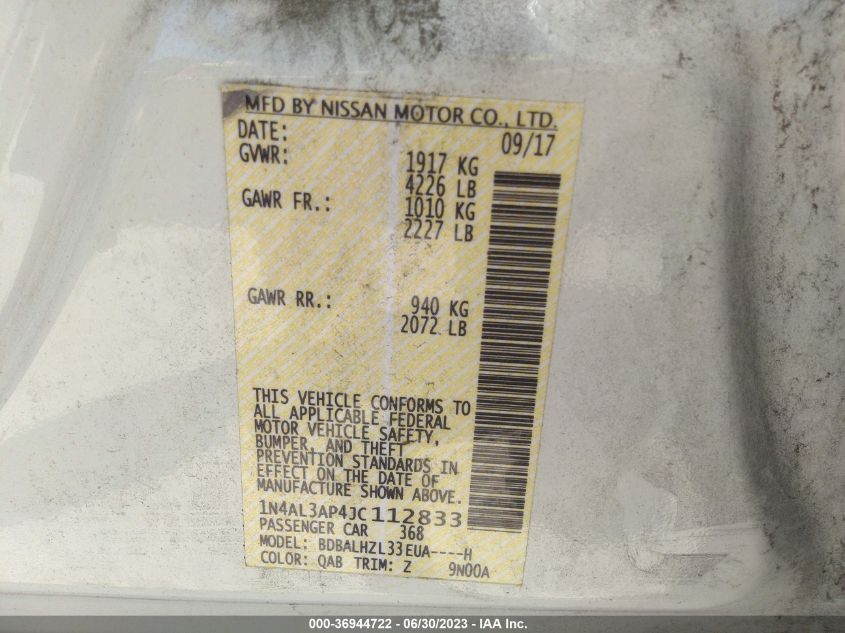 MFD BY NISSAN MOTOR CO., LTD.
DATE: 09/17
GVWR: 1917 KG
4226 LB
GAWR FR.: 1010 KG
2227 LB
GAWR RR.: 940 KG
2072 LB
THIS VEHICLE CONFORMS TO
ALL APPLICABLE FEDERAL
MOTOR VEHICLE SAFETY,
BUMPER, AND THEFT
PREVENTION STANDARDS IN
EFFECT ON THE DATE OF
MANUFACTURE SHOWN ABOVE.
1N4AL3AP4JC112833
PASSENGER CAR 368
MODEL: BDBALHZL33EUA----H
COLOR: QAB TRIM: Z 9N00A
000-36944722 - 06/30/2023 - IAA Inc.